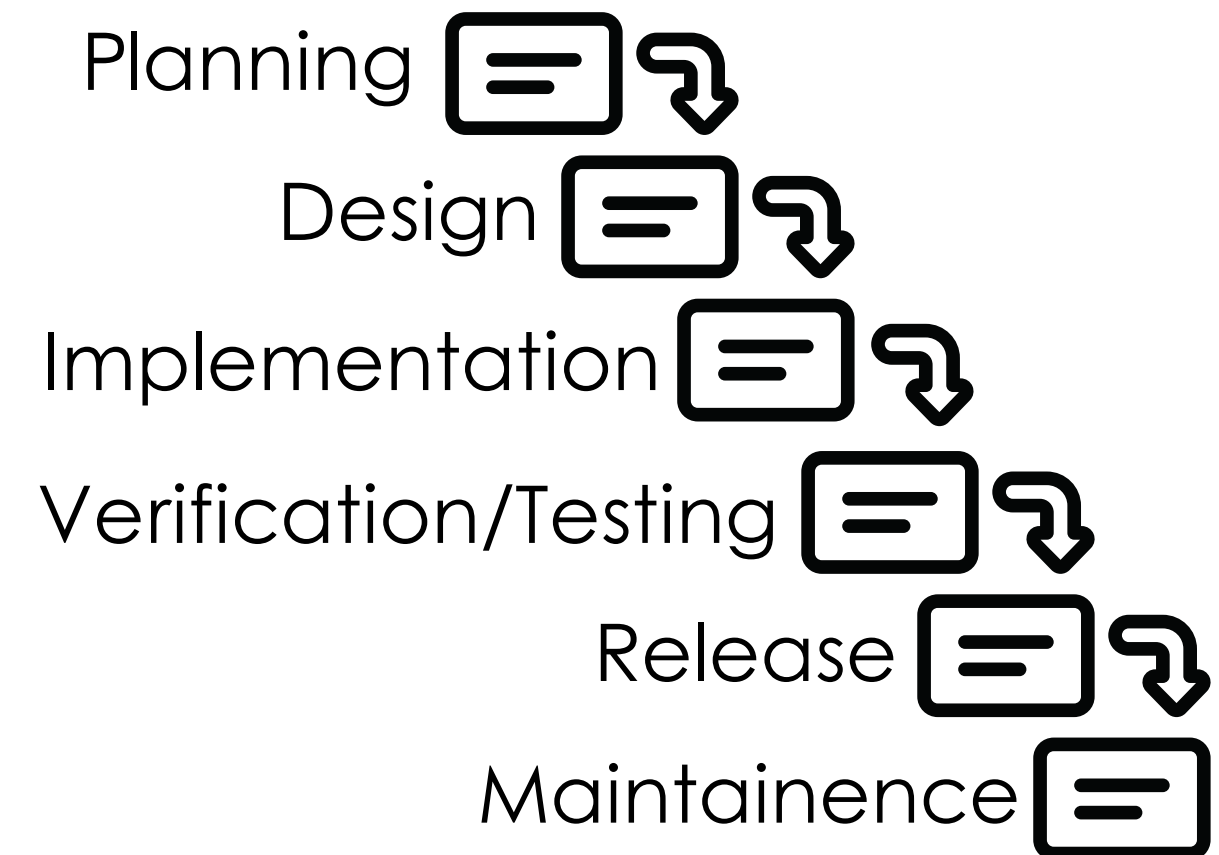 Planning
Design
Implementation
Verification/Testing
Release
Maintainence